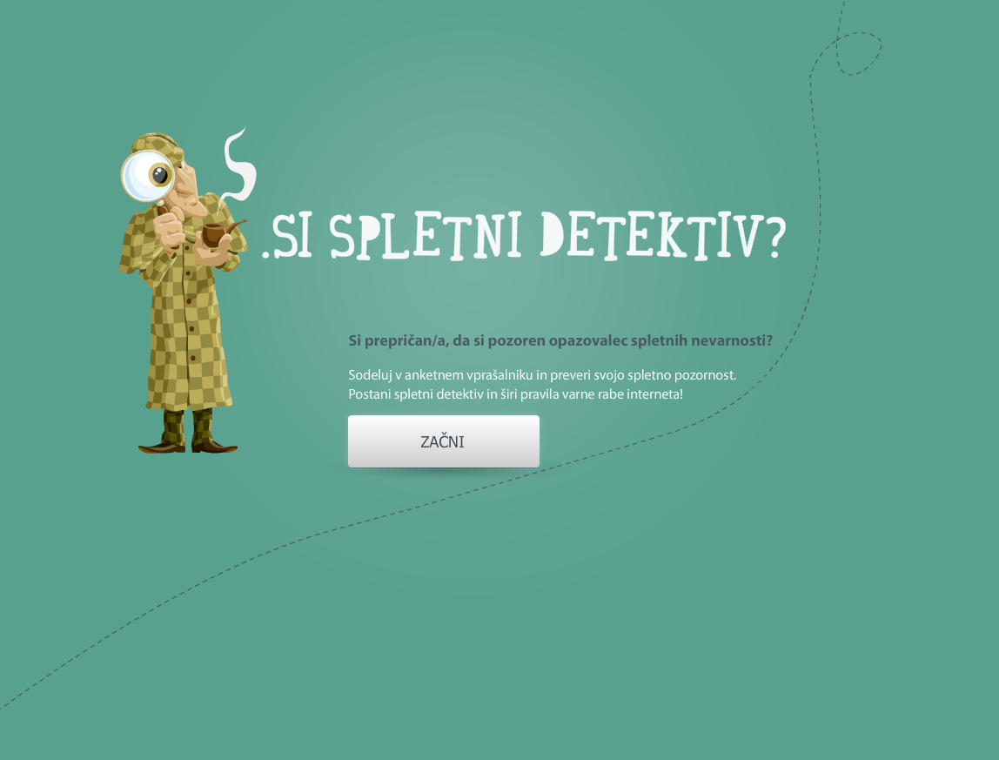 .SI SPLETNI DETEKTIV?
Si prepričan/a, da si pozoren opazovalec spletnih nevarnosti?
Sodeluj v anketnem vprašalniku in preveri svojo spletno pozornost.
Postani spletni detektiv in širi pravila varne rabe interneta!
ZAČNI